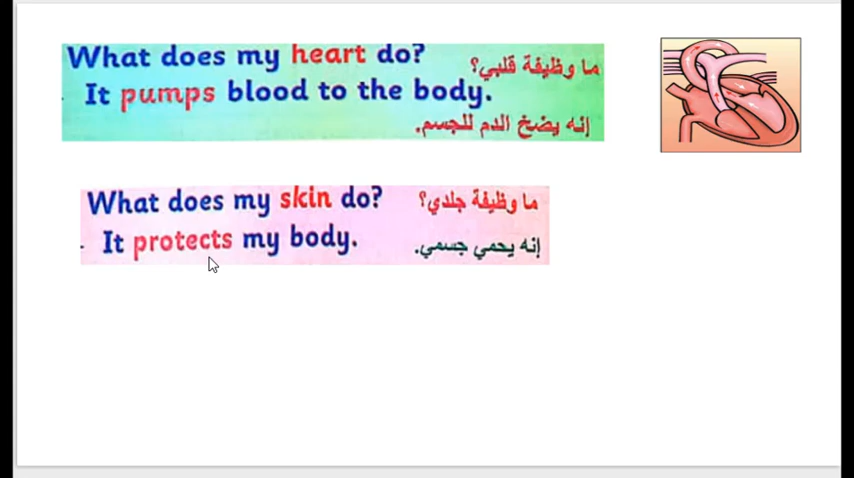 What does my heart do?
ما وظيفة قلبي؟
It pumps blood to the body.
إنه يضخ الدم للجسم.
What does my skin do?
ما وظيفة جلدي؟
It protects my body.
إنه يحمي جسمي.